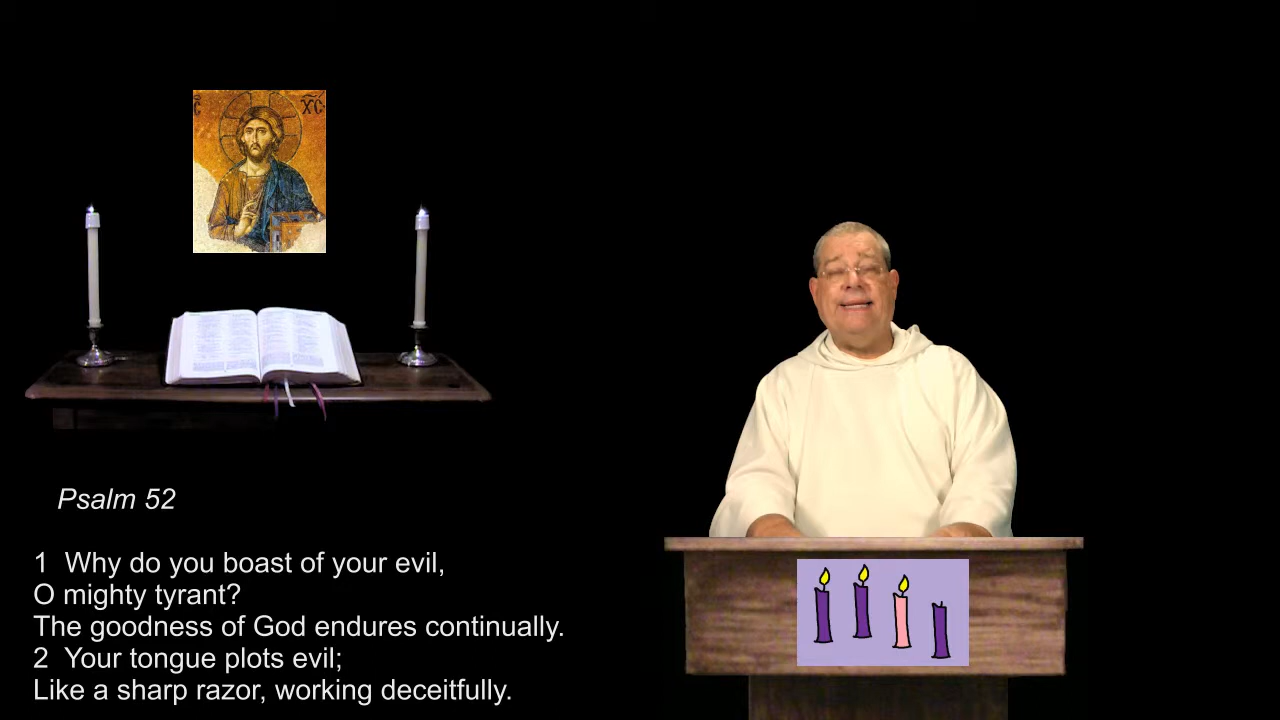 ΧC
Psalm 52
1 Why do you boast of your evil,
O mighty tyrant?
The goodness of God endures continually.
2 Your tongue plots evil;
Like a sharp razor, working deceitfully.